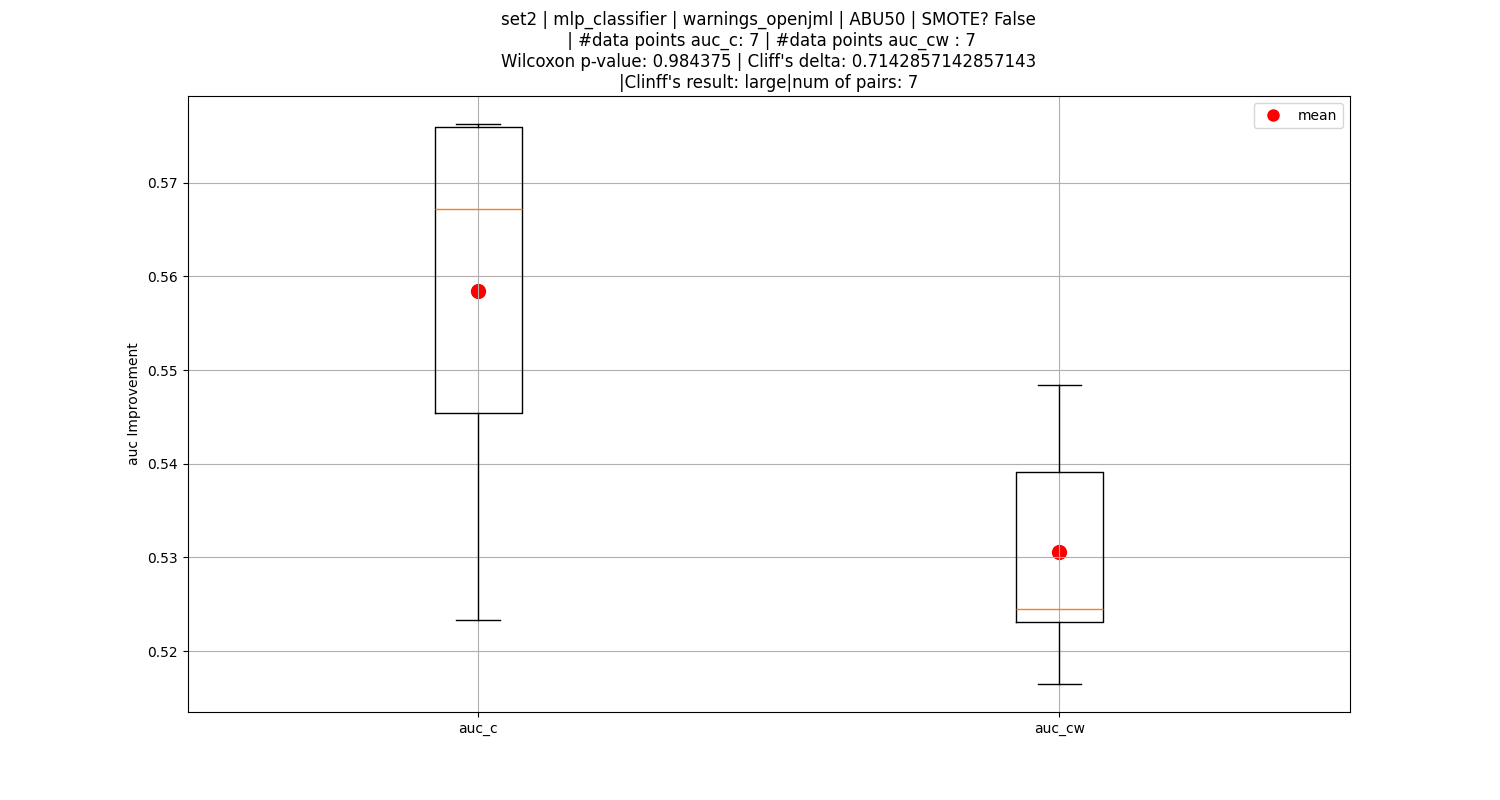 set2 | mlp_classifier | warnings_openjml | ABU50 | SMOTE? False
| #data points auc_c: 7 | #data points auc_cw : 7
Wilcoxon p-value: 0.984375 | Cliff's delta: 0.7142857142857143
|Clinff's result: large|num of pairs: 7
mean
0.57
0.56
0.55
0.54
0.53
0.52
auc Improvement
auc_c
auc_cw